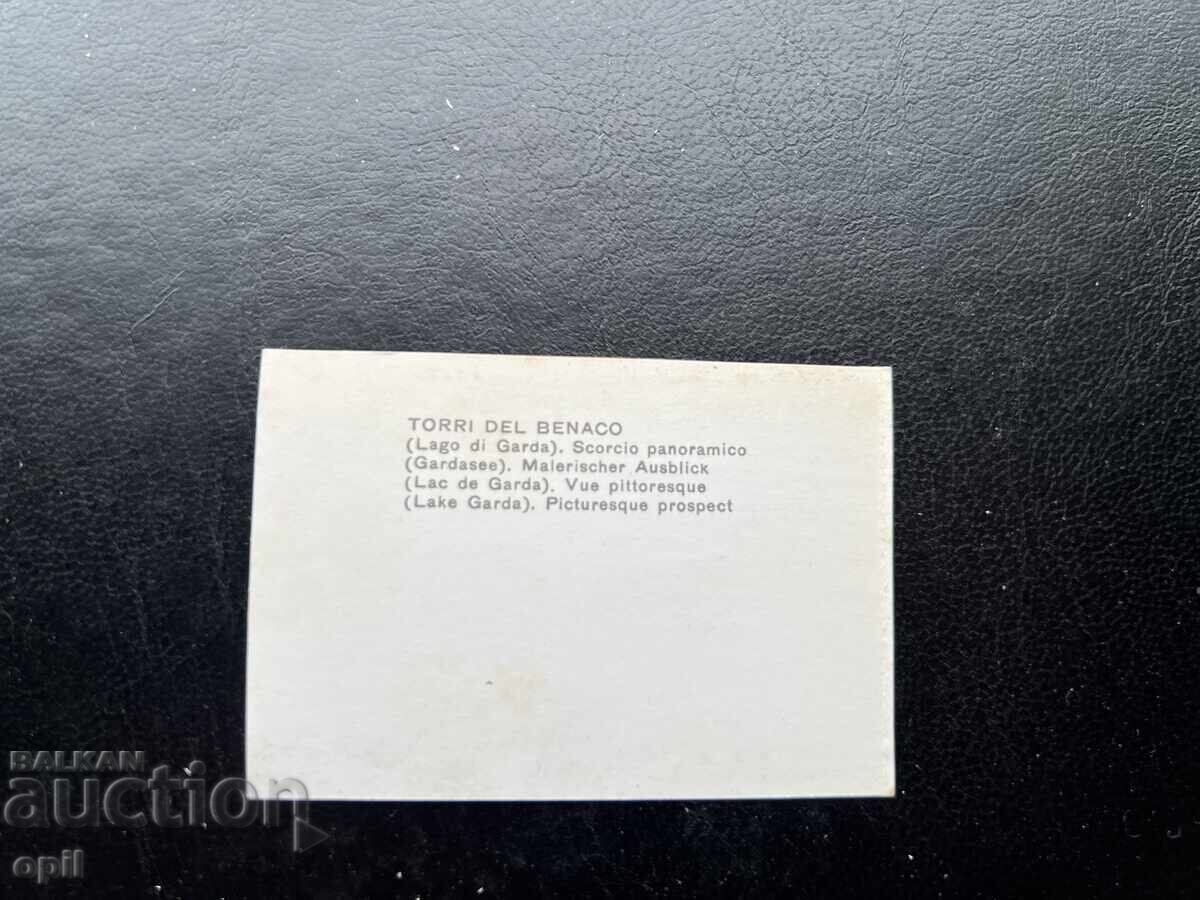 TORRI DEL BENACO
(Lago di Garda). Scorcio panoramico
(Gardasee). Malerischer Ausblick
(Lac de Garda). Vue pittoresque
(Lake Garda). Picturesque prospect
BALKAN
auction
opil